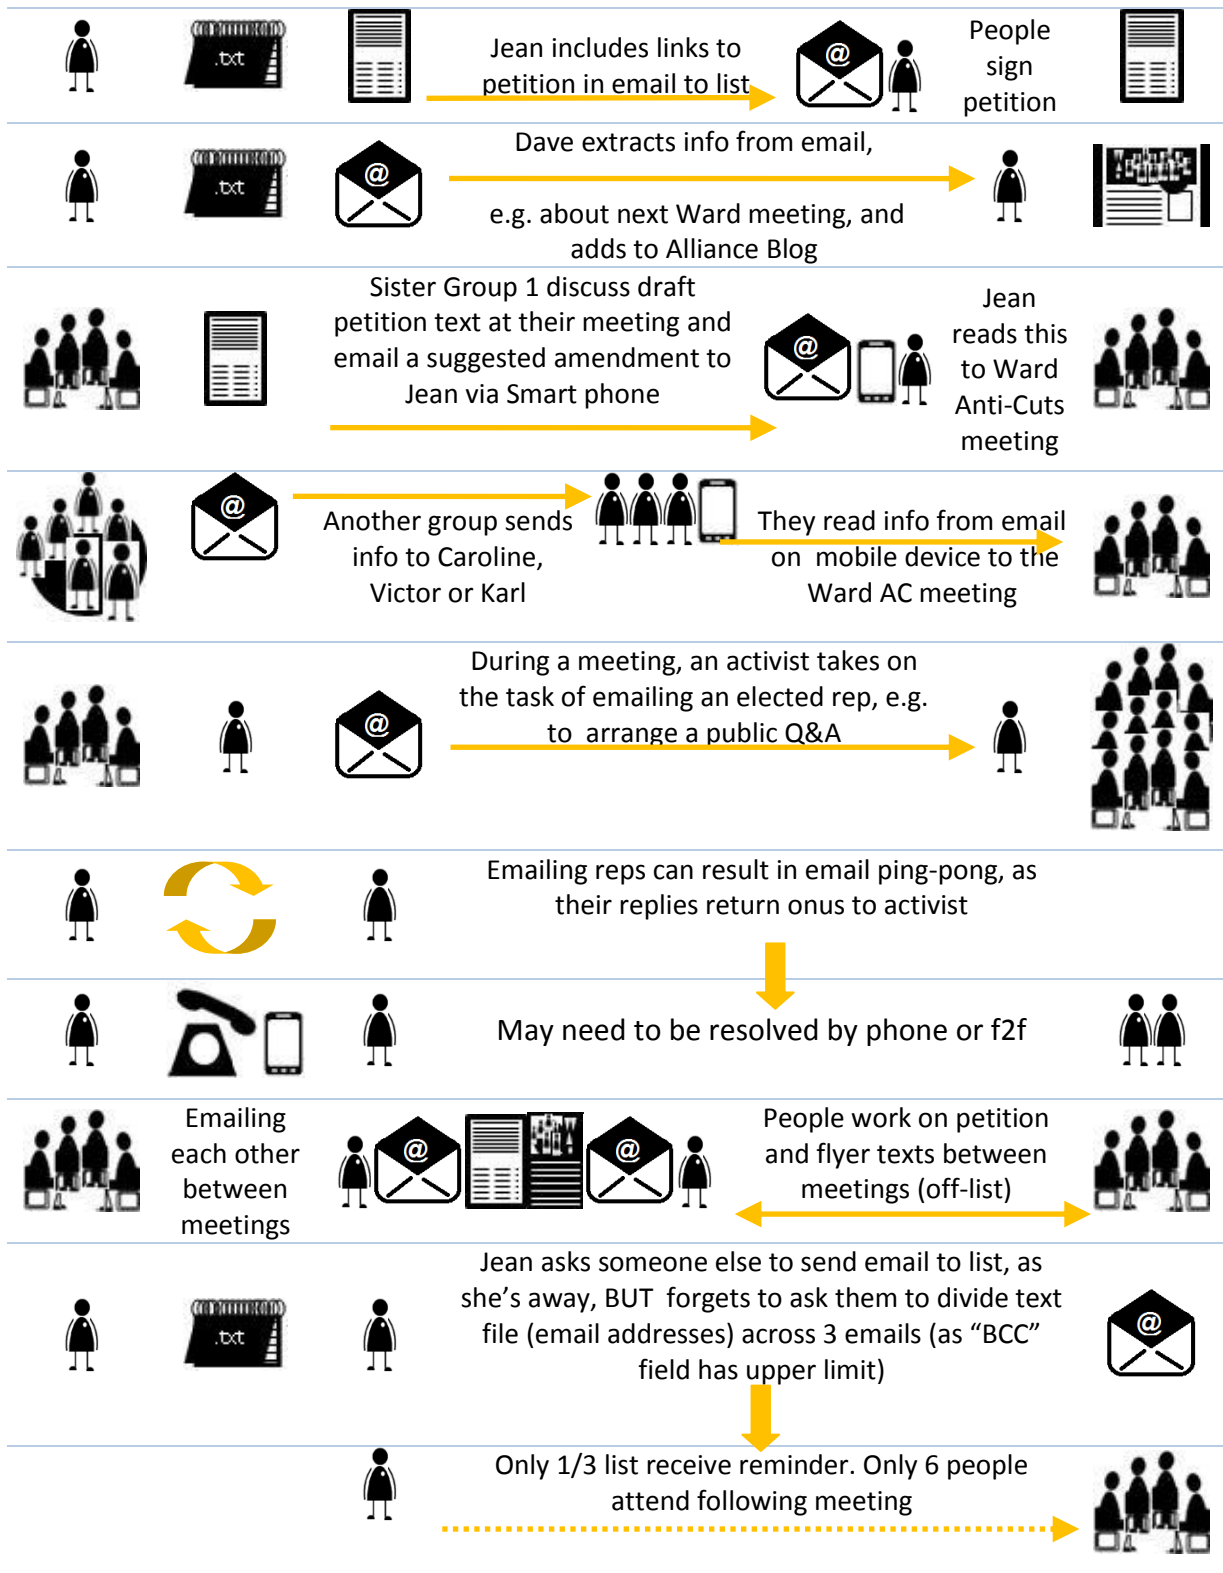 .txt
Jean includes links to
petition in email to list
@
People
sign
petition
.txt
@
Dave extracts info from email,
e.g. about next Ward meeting, and
adds to Alliance Blog
Sister Group 1 discuss draft
petition text at their meeting and
email a suggested amendment to
Jean via Smart phone
@
Jean
reads this
to Ward
Anti-Cuts
meeting
@
Another group sends
info to Caroline,
Victor or Karl
They read info from email
on mobile device to the
Ward AC meeting
@
During a meeting, an activist takes on
the task of emailing an elected rep, e.g.
to arrange a public Q&A
Emailing reps can result in email ping-pong, as
their replies return onus to activist
May need to be resolved by phone or f2f
Emailing
each other
between
meetings
@
@
People work on petition
and flyer texts between
meetings (off-list)
.txt
Jean asks someone else to send email to list, as
she's away, BUT forgets to ask them to divide text
file (email addresses) across 3 emails (as “BCC”
field has upper limit)
@
Only 1/3 list receive reminder. Only 6 people
attend following meeting